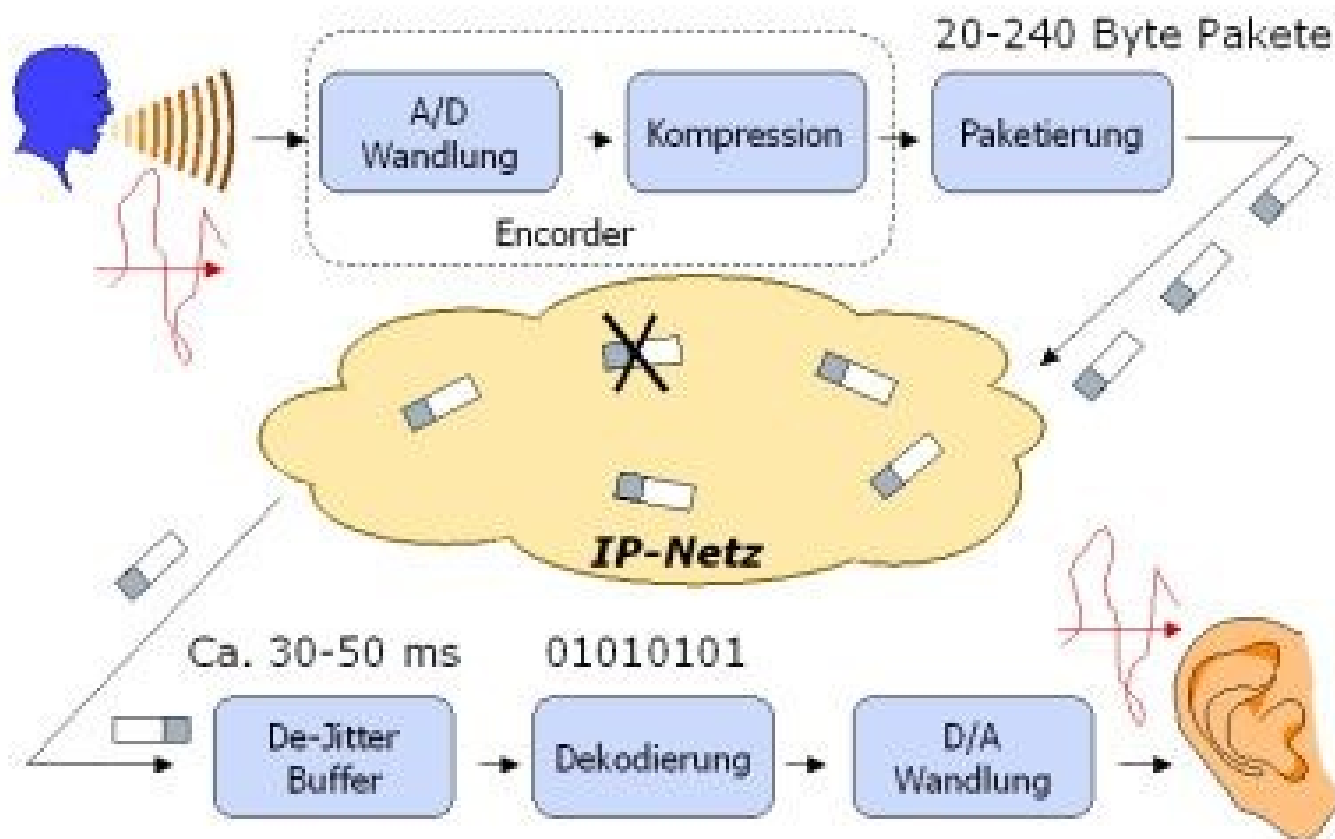 20-240 Byte Pakete
A/D
Wandlung
Kompression
Paketierung
Encorder
IP-Netz
Ca. 30-50 ms
01010101
De-Jitter
Buffer
Dekodierung
D/A
Wandlung